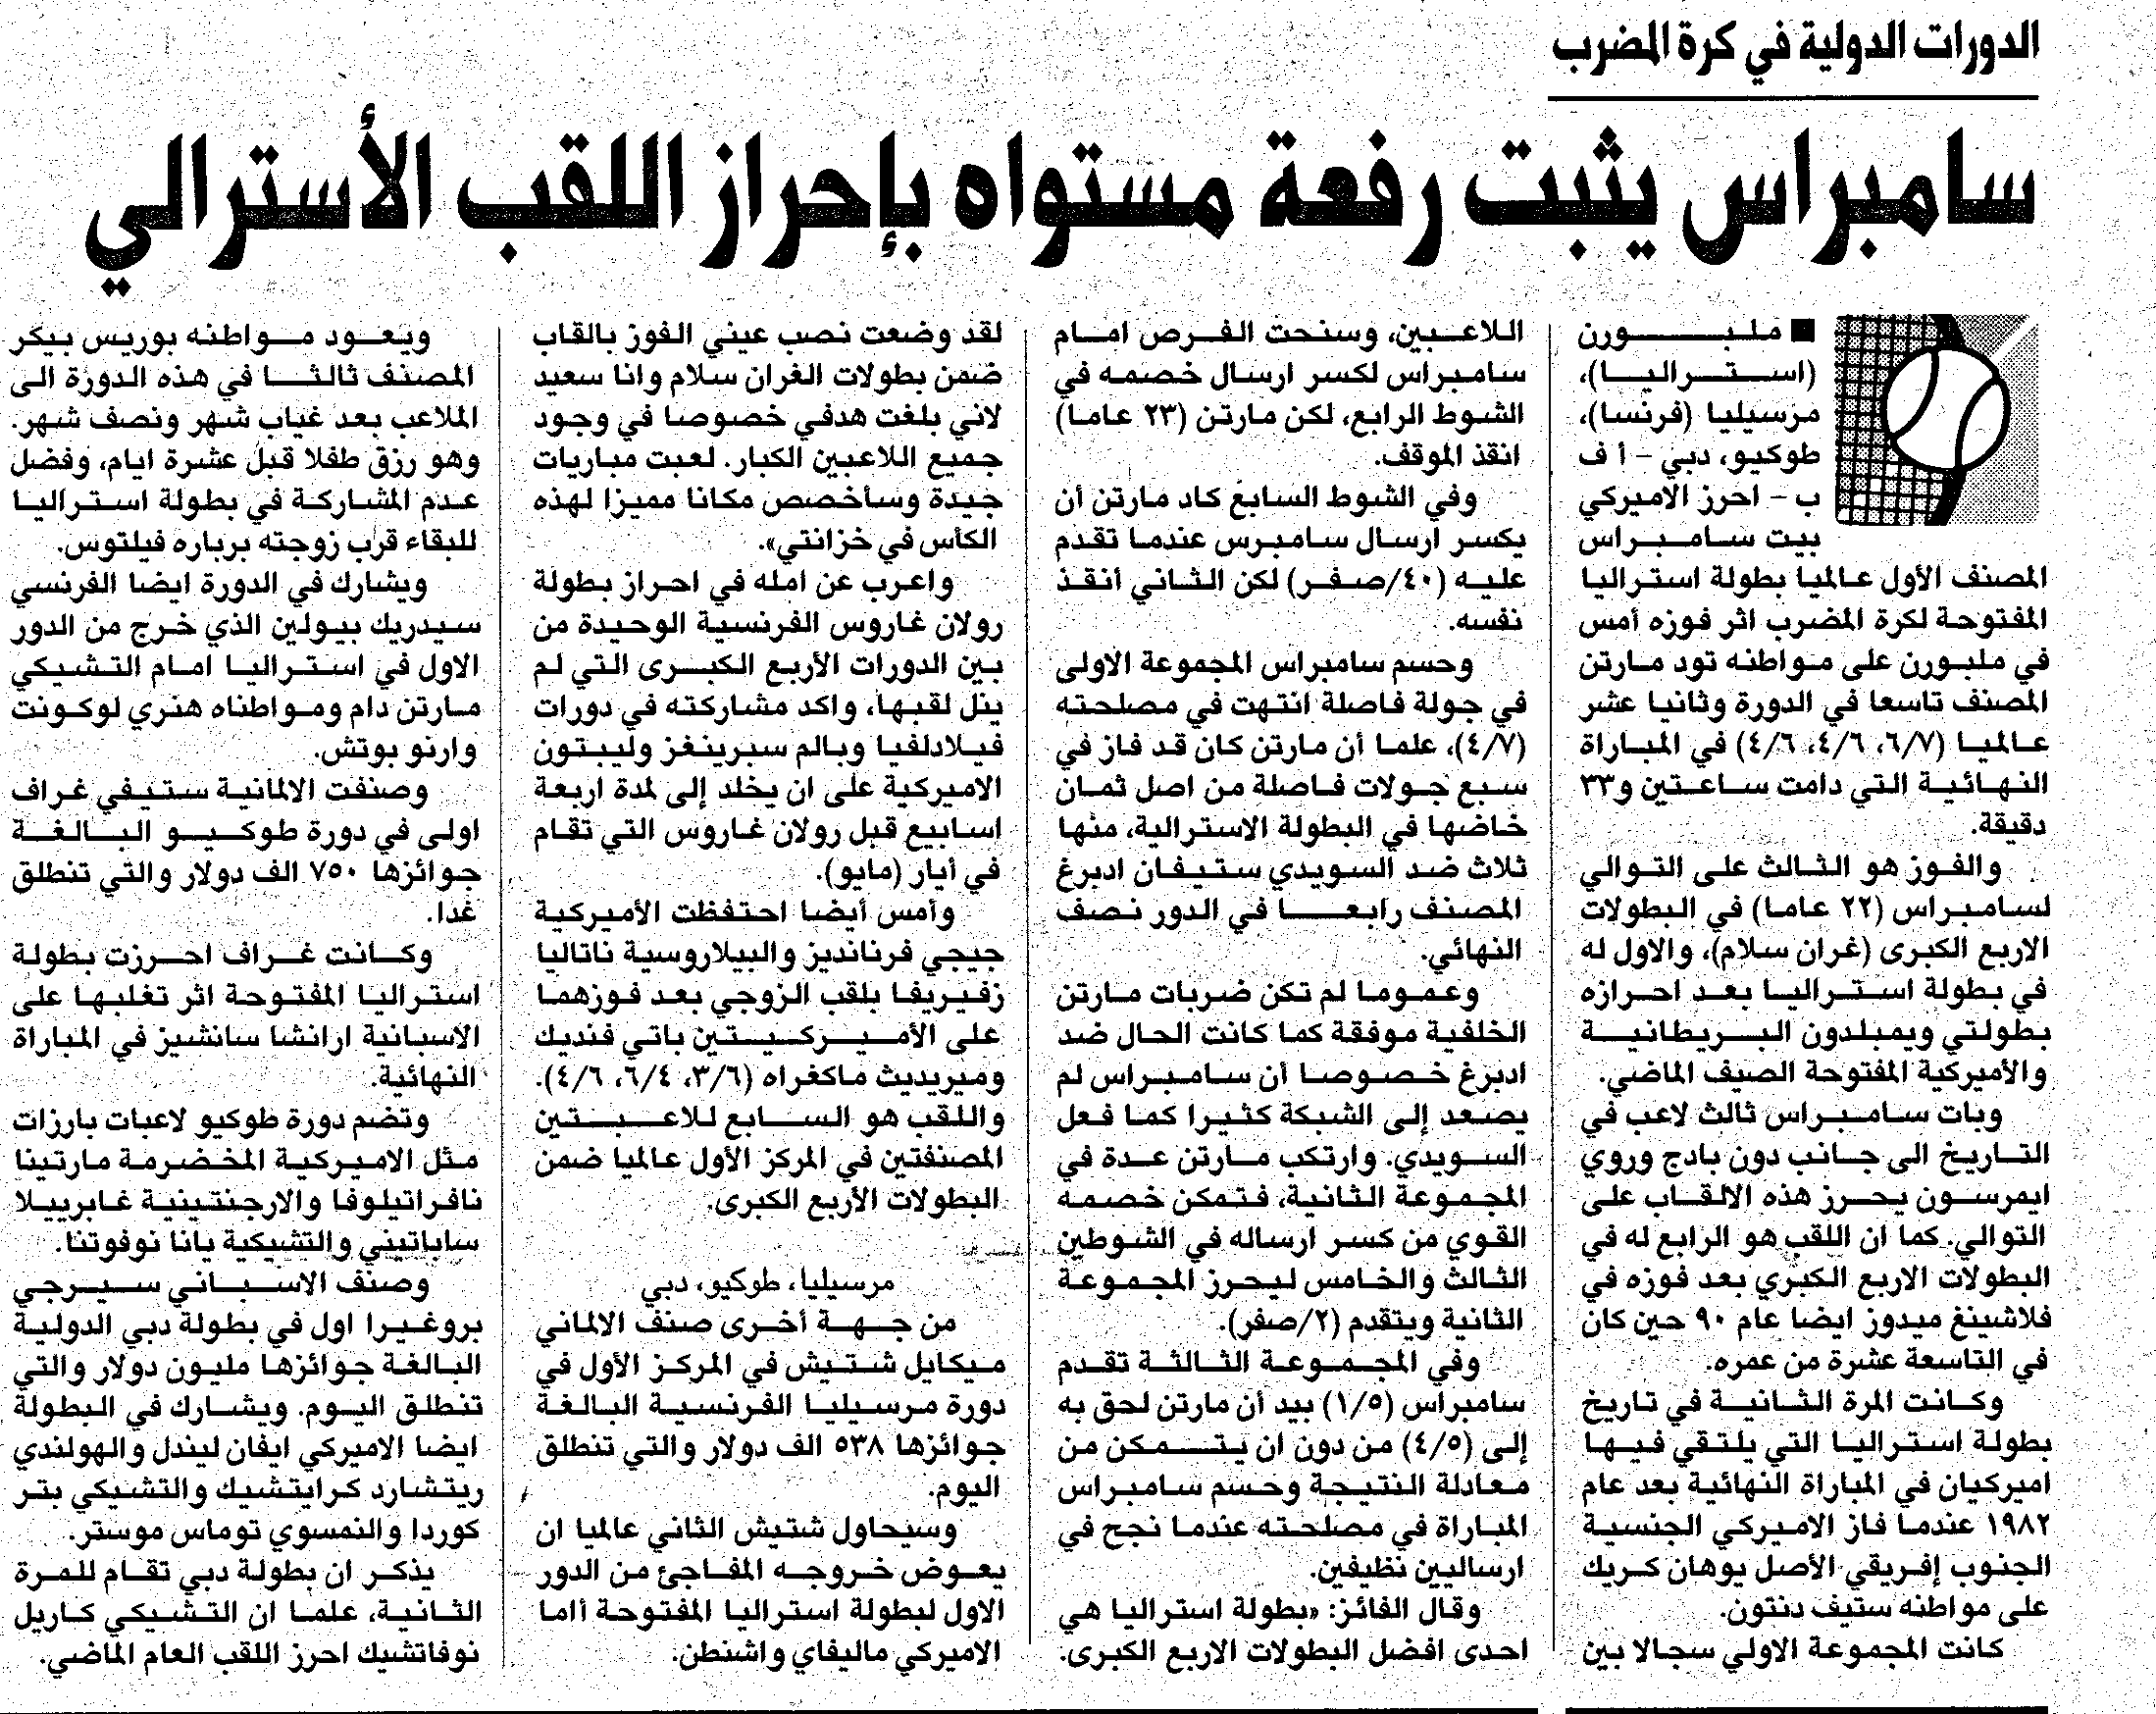 الدورات الدولية في كرة المضرب
سامبراس يثبت رفعة مستواه بإحراز اللقب الأسترالي
■ ملبورن
(استراليا)،
مرسيليا (فرنسا)،
طوكيو، دبي – أ ف
ب – احرز الاميركي
بيت سامبراس
المصنف الأول عالميا بطولة استراليا
المفتوحة لكرة المضرب اثر فوزه أمس
في ملبورن على مواطنه تود مارتن
المصنف تاسعا في الدورة وثانيا عشر
عالميا (٦/٧، ٤/٦، ٤/٦) في المباراة
النهائية التي دامت ساعتين و٣٣
دقيقة.
والفوز هو الثالث على التوالي
لسامبراس (٢٢ عاما) في البطولات
الاربع الكبرى (غران سلام)، والاول له
في بطولة استراليا بعد احرازه
بطولتي ويمبلدون البريطانية
والأميركية المفتوحة الصيف الماضي.
وبات سامبراس ثالث لاعب في
التاريخ الى جانب دون بادج وروي
ايمرسون يحرز هذه الالقاب على
التوالي. كما ان اللقب هو الرابع له في
البطولات الاربع الكبري بعد فوزه في
فلاشينغ ميدوز ايضا عام ٩٠ حين كان
في التاسعة عشرة من عمره.
وكانت المرة الثانية في تاريخ
بطولة استراليا التي يلتقي فيها
اميركيان في المباراة النهائية بعد عام
١٩٨٢ عندما فاز الاميركي الجنسية
الجنوب إفريقي الأصل يوهان كريك
على مواطنه ستيف دنتون.
كانت المجموعة الاولي سجالا بين
اللاعبين، وسنحت الفرص امام
سامبراس لكسر ارسال خصمه في
الشوط الرابع، لكن مارتن (٢٣ عاما)
انقذ الموقف.
وفي الشوط السابع كاد مارتن أن
يكسر ارسال سامبرس عندما تقدم
عليه (٤٠/صفر) لكن الثاني أنقذ
نفسه.
وحسم سامبراس المجموعة الاولى
في جولة فاصلة انتهت في مصلحته
(٤/٧)، علما أن مارتن كان قد فاز في
سبع جولات فاصلة من اصل ثمان
خاضها في البطولة الاسترالية، منها
ثلاث ضد السويدي ستيفان ادبرغ
المصنف رابعا في الدور نصف
النهائي.
وعموما لم تكن ضربات مارتن
الخلفية موفقة كما كانت الحال ضد
ادبرغ خصوصا أن سامبراس لم
يصعد إلى الشبكة كثيرا كما فعل
السويدي. وارتكب مارتن عدة في
المجموعة الثانية، فتمكن خصمه
القوي من كسر ارساله في الشوطين
الثالث والخامس ليحرز المجموعة
الثانية ويتقدم (٢/صفر).
وفي المجموعة الثالثة تقدم
سامبراس (١/٥) بيد أن مارتن لحق به
إلى (٤/٥) من دون ان يتمكن من
معادلة النتيجة وحسم سامبراس
المباراة في مصلحته عندما نجح في
ارساليين نظيفين.
وقال الفائز: «بطولة استراليا هي
احدى افضل البطولات الاربع الكبرى.
لقد وضعت نصب عيني الفوز بالقاب
ضمن بطولات الغران سلام وانا سعيد
لاني بلغت هدفي خصوصا في وجود
جميع اللاعبين الكبار. لعبت مباريات
جيدة وسأخصص مكانا مميزا لهذه
الكأس في خزانتي».
واعرب عن امله في احراز بطولة
رولان غاروس الفرنسية الوحيدة من
بين الدورات الأربع الكبرى التي لم
ينل لقبها، واكد مشاركته في دورات
فيلادلفيا وبالم سبرينغز وليبتون
الاميركية على ان يخلد إلى لمدة اربعة
اسابيع قبل رولان غاروس التي تقام
في أيار (مايو).
وأمس أيضا احتفظت الأميركية
جيجي فرنانديز والبيلاروسية ناتاليا
زفيريفا بلقب الزوجي بعد فوزهما
على الأميركيتين باتي فنديك
وميريديث ماكغراه (٣/٦، ٦/٤، ٤/٦).
واللقب هو السابع للاعبتين
المصنفتين في المركز الأول عالميا ضمن
البطولات الأربع الكبرى.
مرسيليا، طوكيو، دبي
من جهة أخرى صنف الالماني
ميكايل شتيش في المركز الأول في
دورة مرسيليا الفرنسية البالغة
جوائزها ٥٣٨ الف دولار والتي تنطلق
اليوم.
وسيحاول شتيش الثاني عالميا ان
يعوض خروجه المفاجئ من الدور
الاول لبطولة استراليا المفتوحة أاما
الاميركي ماليفاي واشنطن.
ويعود مواطنه بوريس بيكر
المصنف ثالثا في هذه الدورة الى
الملاعب بعد غياب شهر ونصف شهر.
وهو رزق طفلا قبل عشرة ايام، وفضل
عدم المشاركة في بطولة استراليا
للبقاء قرب زوجته برباره فيلتوس.
ويشارك في الدورة ايضا الفرنسي
سيدريك بيولين الذي خرج من الدور
الاول في استراليا امام التشيكي
مارتن دام ومواطناه هنري لوكونت
وارنو بوتش.
وصنفت الالمانية ستيفي غراف
اولى في دورة طوكيو البالغة
جوائزها ٧٥٠ الف دولار والتي تنطلق
غدا.
وكانت غراف احرزت بطولة
استراليا المفتوحة اثر تغلبها على
الاسبانية ارانشا سانشيز في المباراة
النهائية.
وتضم دورة طوكيو لاعبات بارزات
مثل الاميركية المخضرمة مارتينا
نافراتيلوفا والارجنتينية غابرييلا
ساباتيني والتشيكية يانا نوفوتنا.
وصنف الاسباني سيرجي
بروغيرا اول في بطولة دبي الدولية
البالغة جوائزها مليون دولار والتي
تنطلق اليوم. ويشارك في البطولة
ايضا الاميركي ايفان ليندل والهولندي
ريتشارد كرايتشيك والتشيكي بتر
كوردا والنمسوي توماس موستر.
يذكر ان بطولة دبي تقام للمرة
الثانية، علما ان التشيكي كاريل
نوفاتشيك احرز اللقب العام الماضي.